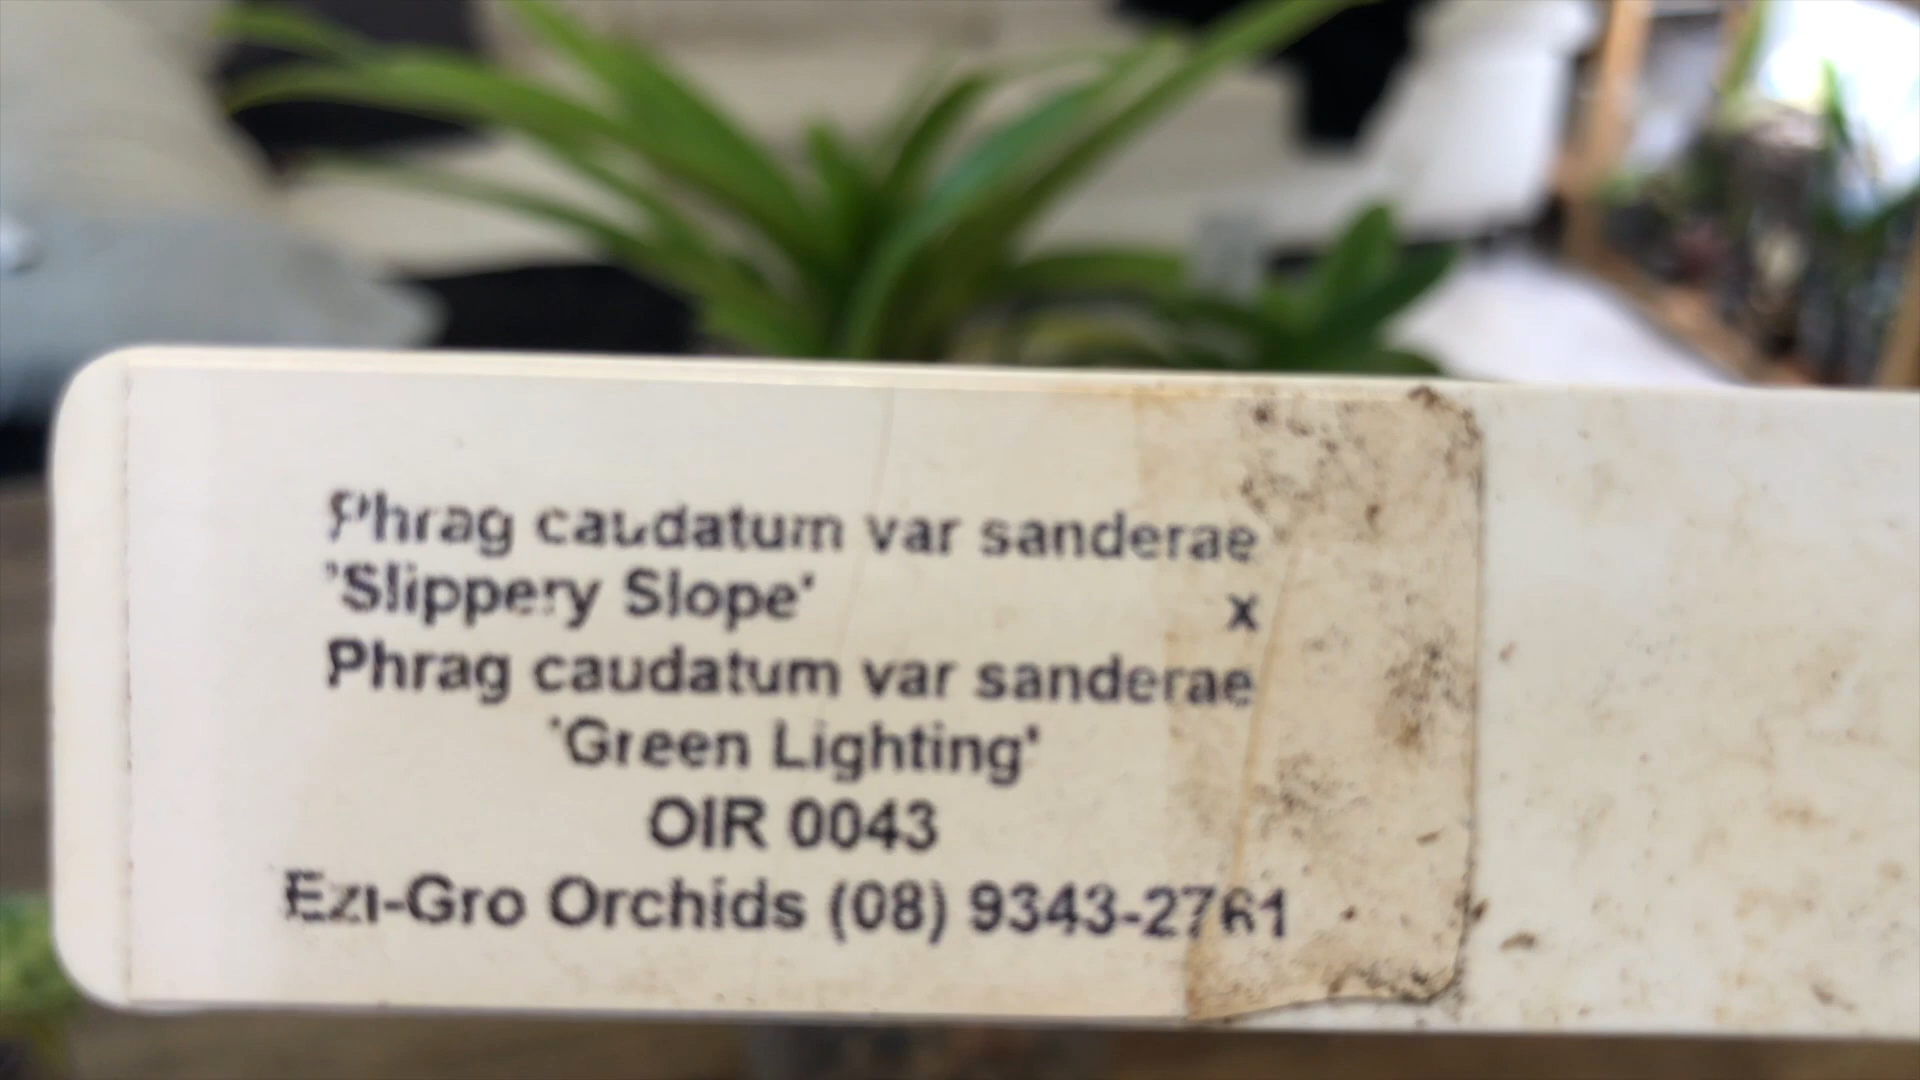 Phrag caudatum var sanderae
'Slippery Slope' x
Phrag caudatum var sanderae
'Green Lighting'
OIR 0043
Ezi-Gro Orchids (08) 9343-2761